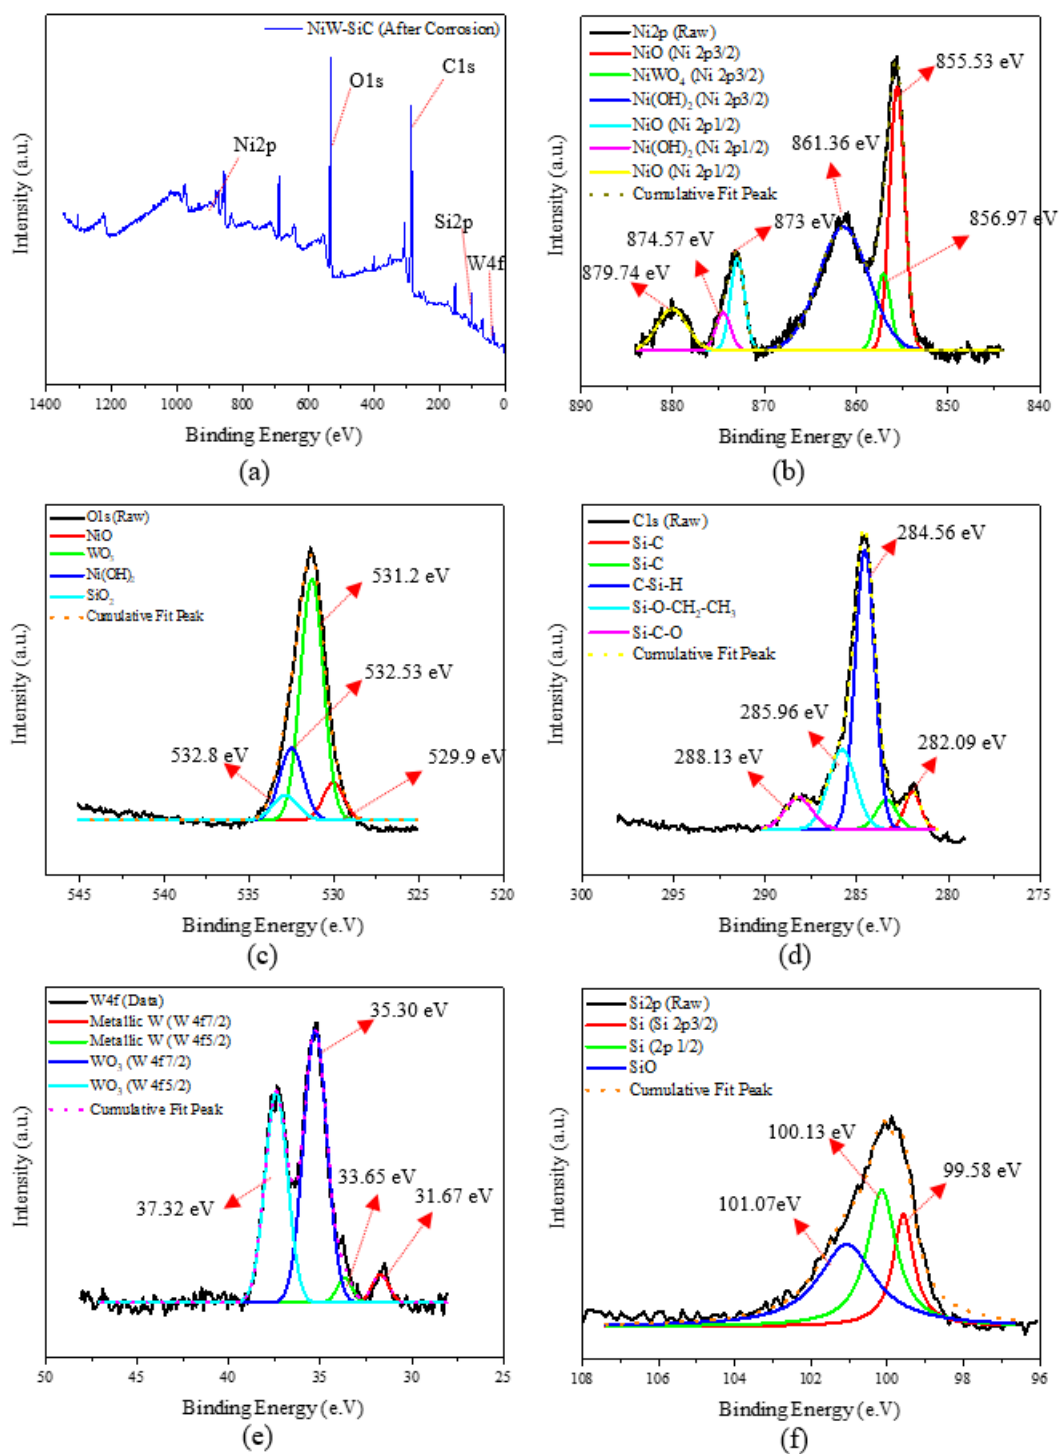 NiW-SiC (After Corrosion)
C1s
O1s
Ni2p
Si2p
W4f
Intensity (a.u.)
1400 1200 1000 800 600 400 200 0
Binding Energy (eV)
(a)
Ni2p (Raw)
NiO (Ni 2p3/2)
NiWO4 (Ni 2p3/2)
Ni(OH)2 (Ni 2p3/2)
NiO (Ni 2p1/2)
Ni(OH)2 (Ni 2p1/2)
NiO (Ni 2p1/2)
Cumulative Fit Peak
855.53 eV
861.36 eV
856.97 eV
874.57 eV
873 eV
879.74 eV
Intensity (a.u.)
890 880 870 860 850 840
Binding Energy (e.V)
(b)
O1s (Raw)
NiO
WO3
Ni(OH)2
SiO2
Cumulative Fit Peak
531.2 eV
532.53 eV
532.8 eV
529.9 eV
Intensity (a.u.)
545 540 535 530 525 520
Binding Energy (e.V)
(c)
C1s (Raw)
Si-C
Si-C
C-Si-H
Si-O-CH2-CH3
Si-C-O
Cumulative Fit Peak
284.56 eV
285.96 eV
288.13 eV
282.09 eV
Intensity (a.u.)
300 295 290 285 280 275
Binding Energy (e.V)
(d)
W4f (Data)
Metallic W (W 4f7/2)
Metallic W (W 4f5/2)
WO3 (W 4f7/2)
WO3 (W 4f5/2)
Cumulative Fit Peak
35.30 eV
33.65 eV
31.67 eV
37.32 eV
Intensity (a.u.)
50 45 40 35 30 25
Binding Energy (e.V)
(e)
Si2p (Raw)
Si (Si 2p3/2)
Si (2p 1/2)
SiO
Cumulative Fit Peak
100.13 eV
99.58 eV
101.07eV
Intensity (a.u.)
108 106 104 102 100 98 96
Binding Energy (e.V)
(f)